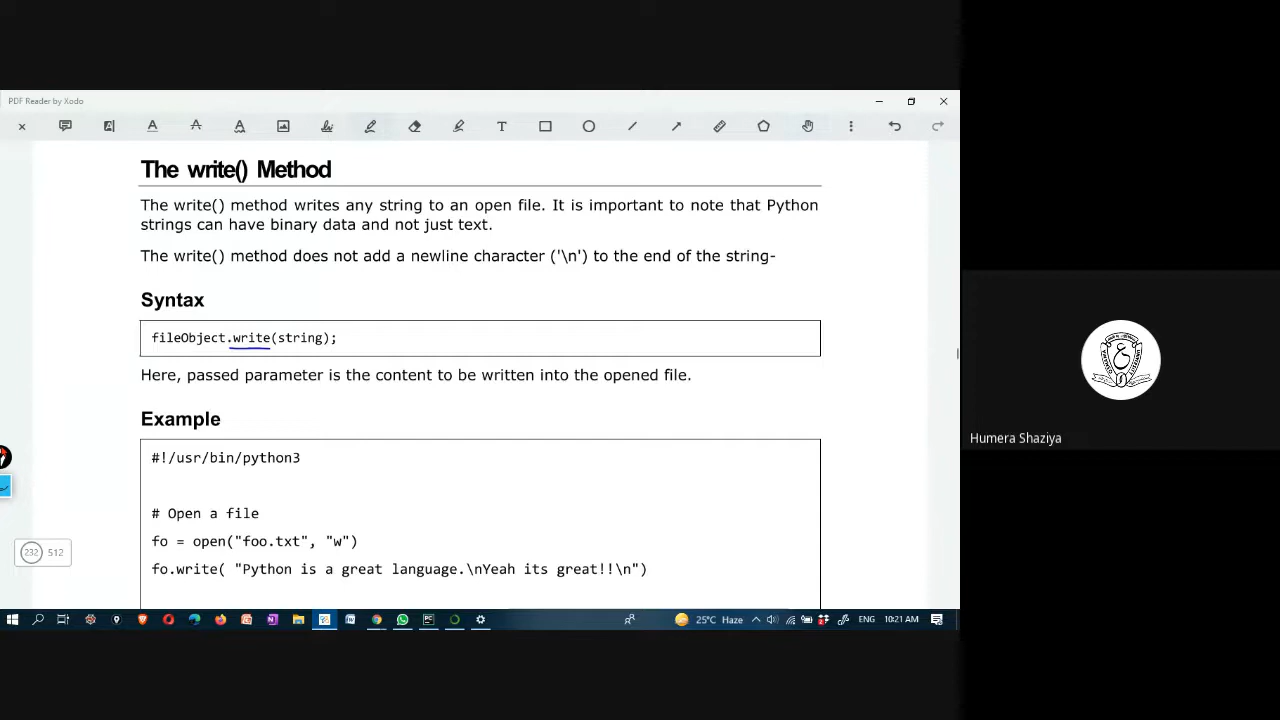 PDF Reader by Xodo
The write() Method
The write() method writes any string to an open file. It is important to note that Python
strings can have binary data and not just text.
The write() method does not add a newline character ('\n') to the end of the string-
Syntax
fileObject.write(string);
Here, passed parameter is the content to be written into the opened file.
Example
#!/usr/bin/python3
# Open a file
fo = open("foo.txt", "w")
fo.write( "Python is a great language.\nYeah its great!!\n")
232 512
25°C Haze ENG 10:21 AM
Humera Shaziya